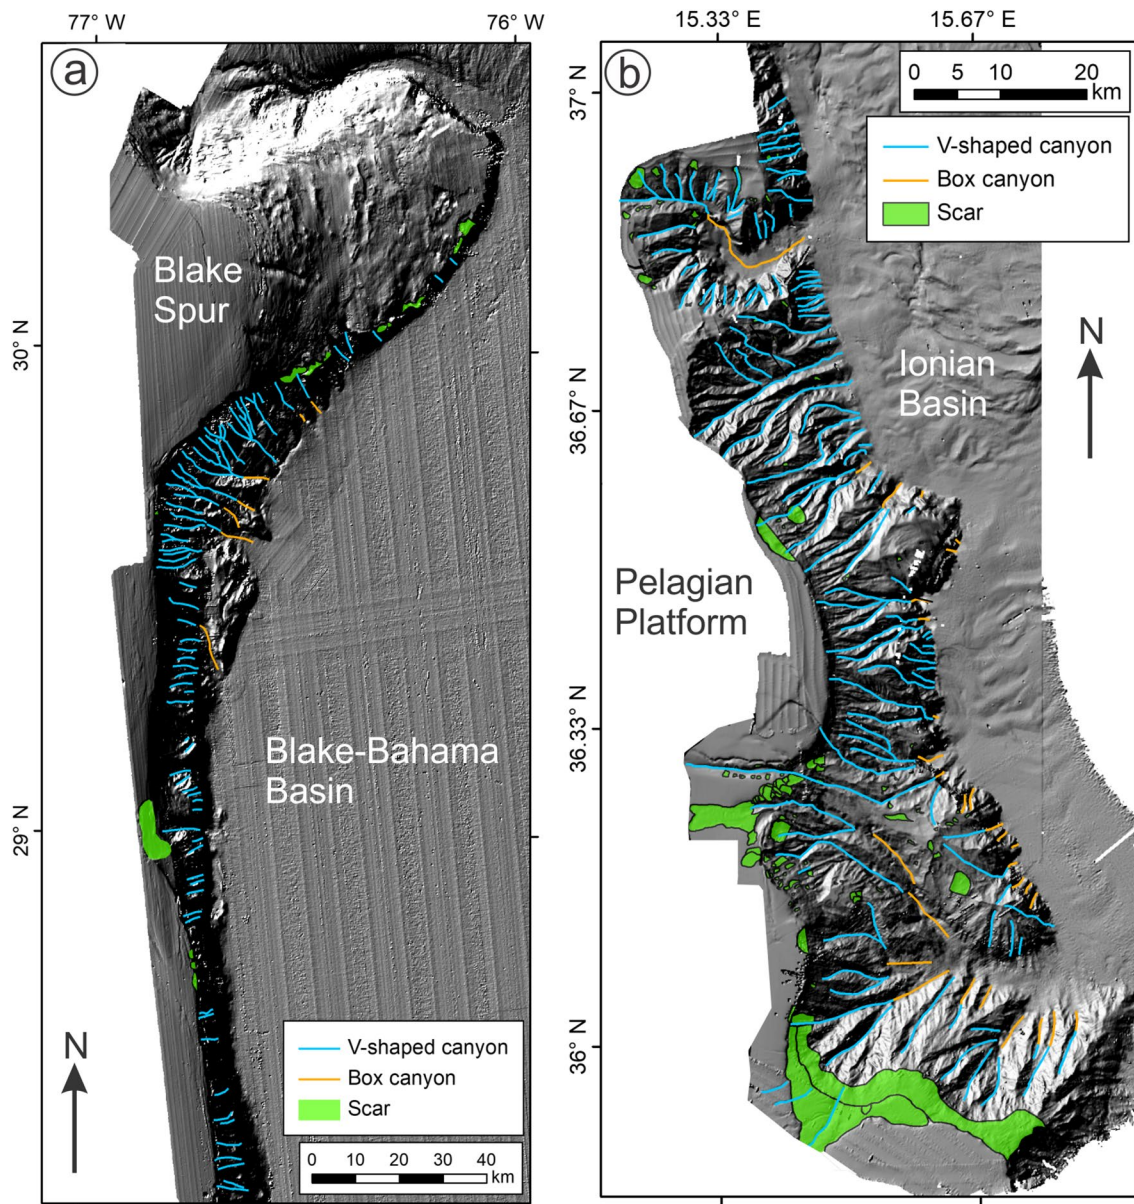 77° W
76° W
a
Blake
Spur
30° N
Blake-Bahama
Basin
29° N
N
V-shaped canyon
Box canyon
Scar
0 10 20 30 40
km
15.33° E
15.67° E
b
0 5 10 20
km
37° N
V-shaped canyon
Box canyon
Scar
N
Ionian
Basin
36.67° N
Pelagian
Platform
36.33° N
36° N